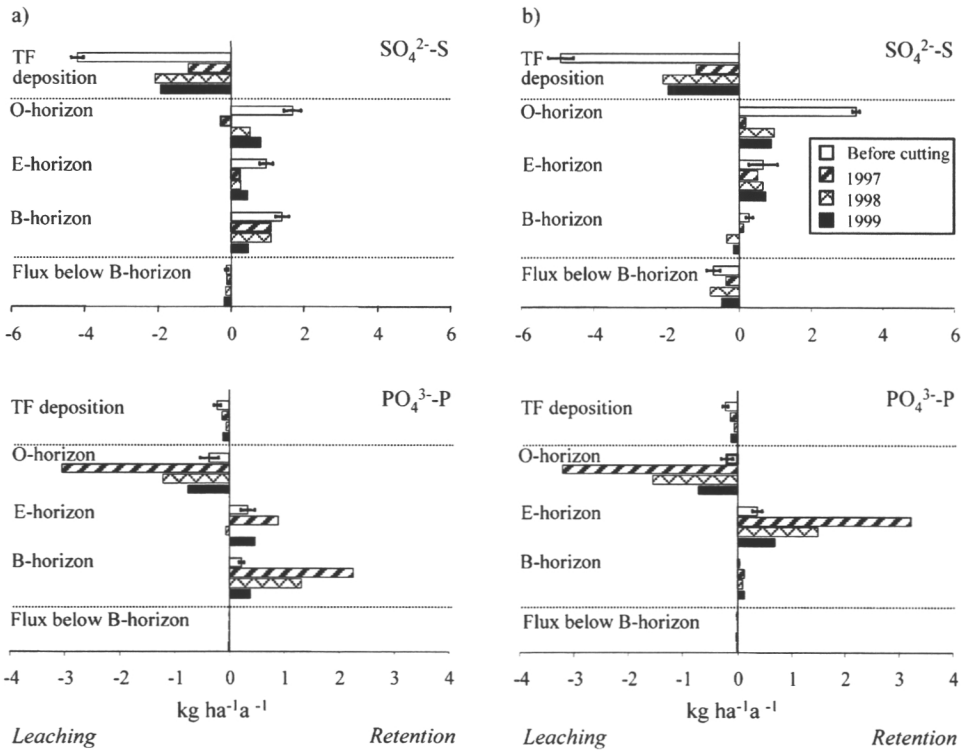 a)
SO₄²⁻-S
TF
deposition
O-horizon
E-horizon
B-horizon
Flux below B-horizon
-6 -4 -2 0 2 4 6
PO₄³⁻-P
TF deposition
O-horizon
E-horizon
B-horizon
Flux below B-horizon
-4 -3 -2 -1 0 1 2 3 4
kg ha⁻¹a ⁻¹
Leaching Retention
b)
SO₄²⁻-S
TF
deposition
O-horizon
E-horizon
B-horizon
Flux below B-horizon
Before cutting
1997
1998
1999
-6 -4 -2 0 2 4 6
PO₄³⁻-P
TF deposition
O-horizon
E-horizon
B-horizon
Flux below B-horizon
-4 -3 -2 -1 0 1 2 3 4
kg ha⁻¹a ⁻¹
Leaching Retention